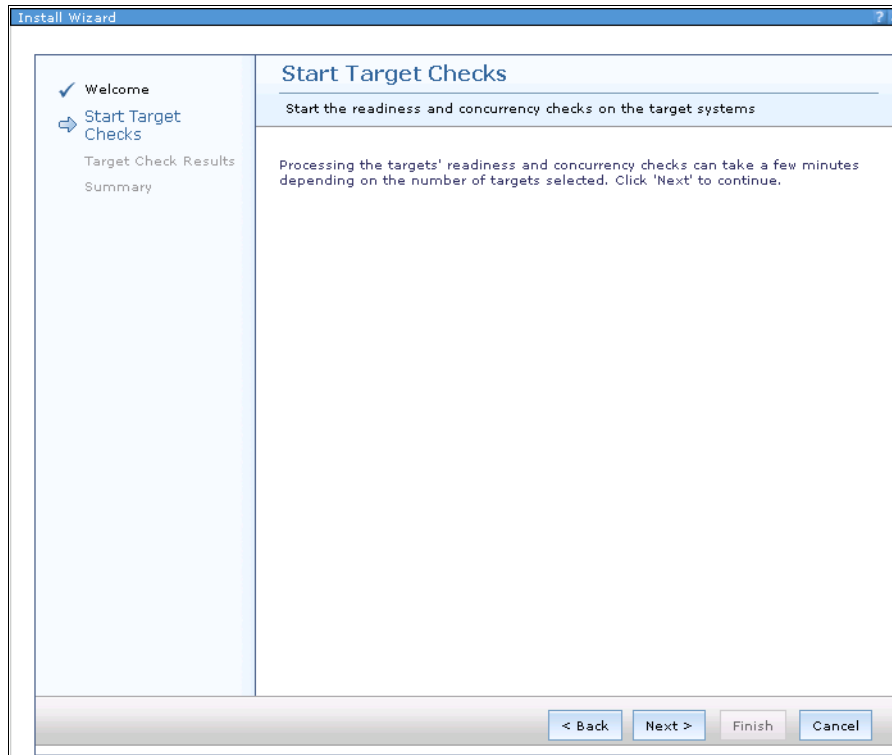 Install Wizard
?
Welcome
Start Target
Checks
Target Check Results
Summary
Start Target Checks
Start the readiness and concurrency checks on the target systems
Processing the targets' readiness and concurrency checks can take a few minutes
depending on the number of targets selected. Click 'Next' to continue.
< Back
Next >
Finish
Cancel